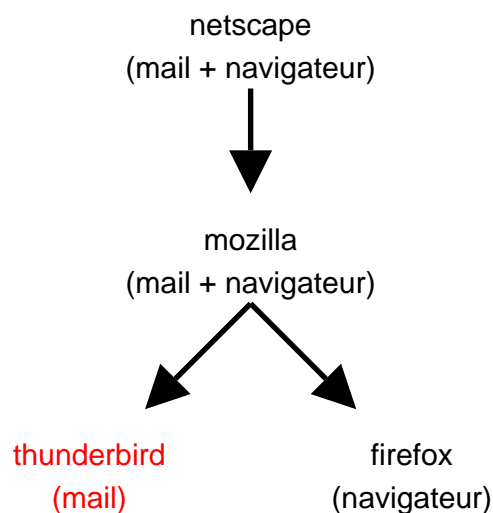 netscape
(mail + navigateur)
mozilla
(mail + navigateur)
thunderbird
(mail)
firefox
(navigateur)